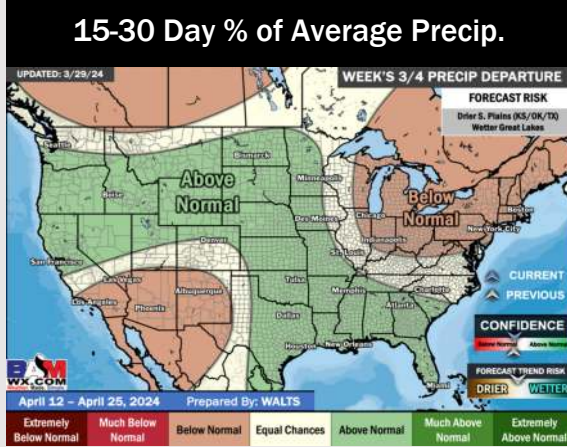 15-30 Day % of Average Precip.
UPDATED: 3/29/24
WEEK'S 3/4 PRECIP DEPARTURE
FORECAST RISK
Drier S. Plains (KS/OK/TX)
Wetter Great Lakes
Seattle
Bismarck
Minneapolis
Above
Normal
Boise
Below
Normal
Boston
Des Moines
Chicago
New York City
Indianapolis
Denver
St. Louis
San Francisco
Las Vegas
Los Angeles
Albuquerque
Phoenix
Tulsa
Memphis
Charlotte
Atlanta
Dallas
Houston
New Orleans
Miami
CURRENT
PREVIOUS
CONFIDENCE
Below Normal
Above Normal
FORECAST TREND RISK
DRIER
WETTER
BAM
WX.COM
April 12 – April 25, 2024
Prepared By: WALTS
Extremely
Below Normal
Much Below
Normal
Below Normal
Equal Chances
Above Normal
Much Above
Normal
Extremely
Above Normal